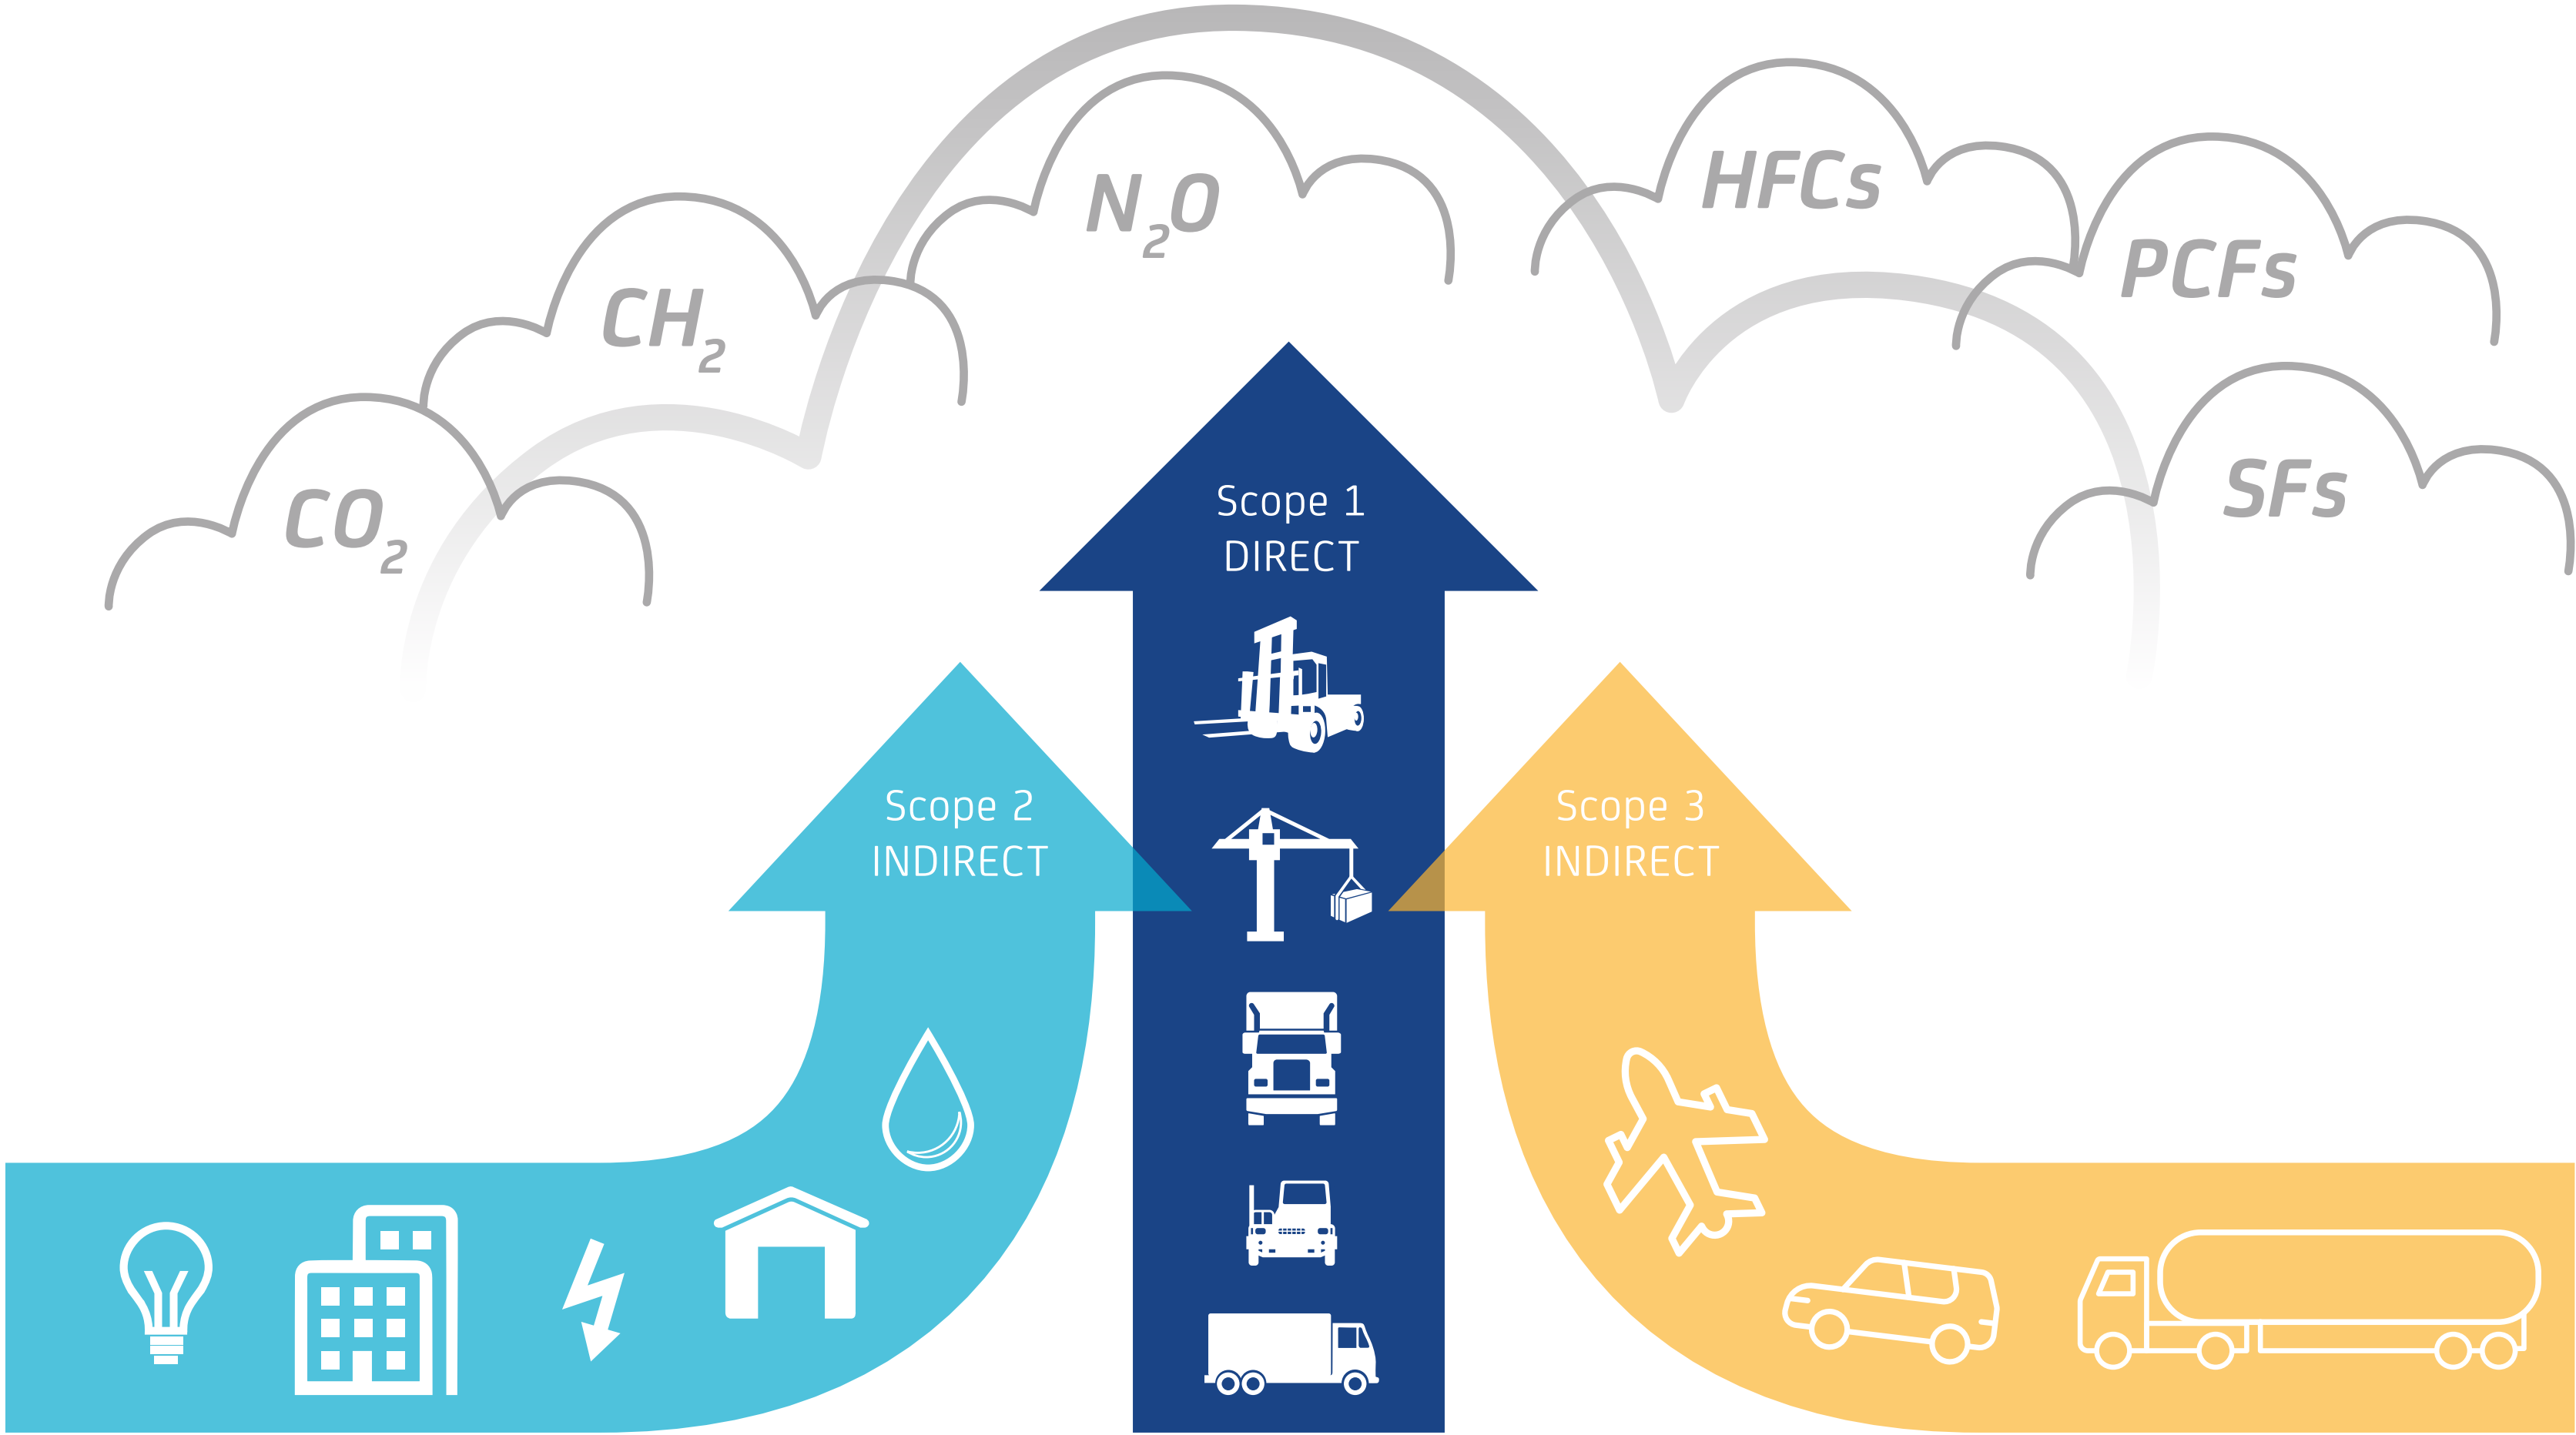 CO₂
CH₂
N₂O
HFCs
PCFs
SFs
Scope 1
DIRECT
Scope 2
INDIRECT
Scope 3
INDIRECT